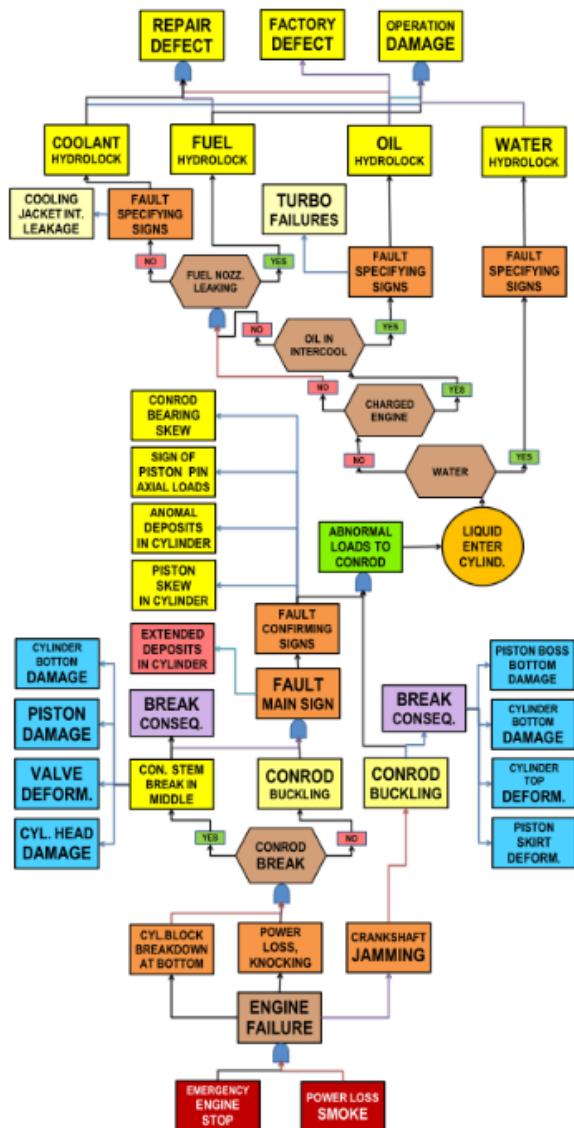 REPAIR
DEFECT
FACTORY
DEFECT
OPERATION
DAMAGE
COOLANT
HYDROLOCK
FUEL
HYDROLOCK
OIL
HYDROLOCK
WATER
HYDROLOCK
COOLING
JACKET INT.
LEAKAGE
FAULT
SPECIFYING
SIGNS
TURBO
FAILURES
FAULT
SPECIFYING
SIGNS
FAULT
SPECIFYING
SIGNS
NO
FUEL NOZZ.
LEAKING
YES
NO
OIL IN
INTERCOOL
YES
NO
CHARGED
ENGINE
YES
NO
WATER
YES
CONROD
BEARING
SKEW
SIGN OF
PISTON PIN
AXIAL LOADS
ANOMAL
DEPOSITS
IN CYLINDER
PISTON
SKEW
IN CYLINDER
ABNORMAL
LOADS TO
CONROD
LIQUID
ENTER
CYLIND.
FAULT
CONFIRMING
SIGNS
EXTENDED
DEPOSITS
IN CYLINDER
FAULT
MAIN SIGN
CYLINDER
BOTTOM
DAMAGE
PISTON
DAMAGE
VALVE
DEFORM.
CYL. HEAD
DAMAGE
BREAK
CONSEQ.
BREAK
CONSEQ.
PISTON BOSS
BOTTOM
DAMAGE
CYLINDER
BOTTOM
DAMAGE
CYLINDER
TOP
DEFORM.
PISTON
SKIRT
DEFORM.
CON. STEM
BREAK IN
MIDDLE
CONROD
BUCKLING
CONROD
BUCKLING
YES
CONROD
BREAK
NO
CYL.BLOCK
BREAKDOWN
AT BOTTOM
POWER
LOSS,
KNOCKING
CRANKSHAFT
JAMMING
ENGINE
FAILURE
EMERGENCY
ENGINE
STOP
POWER LOSS
SMOKE